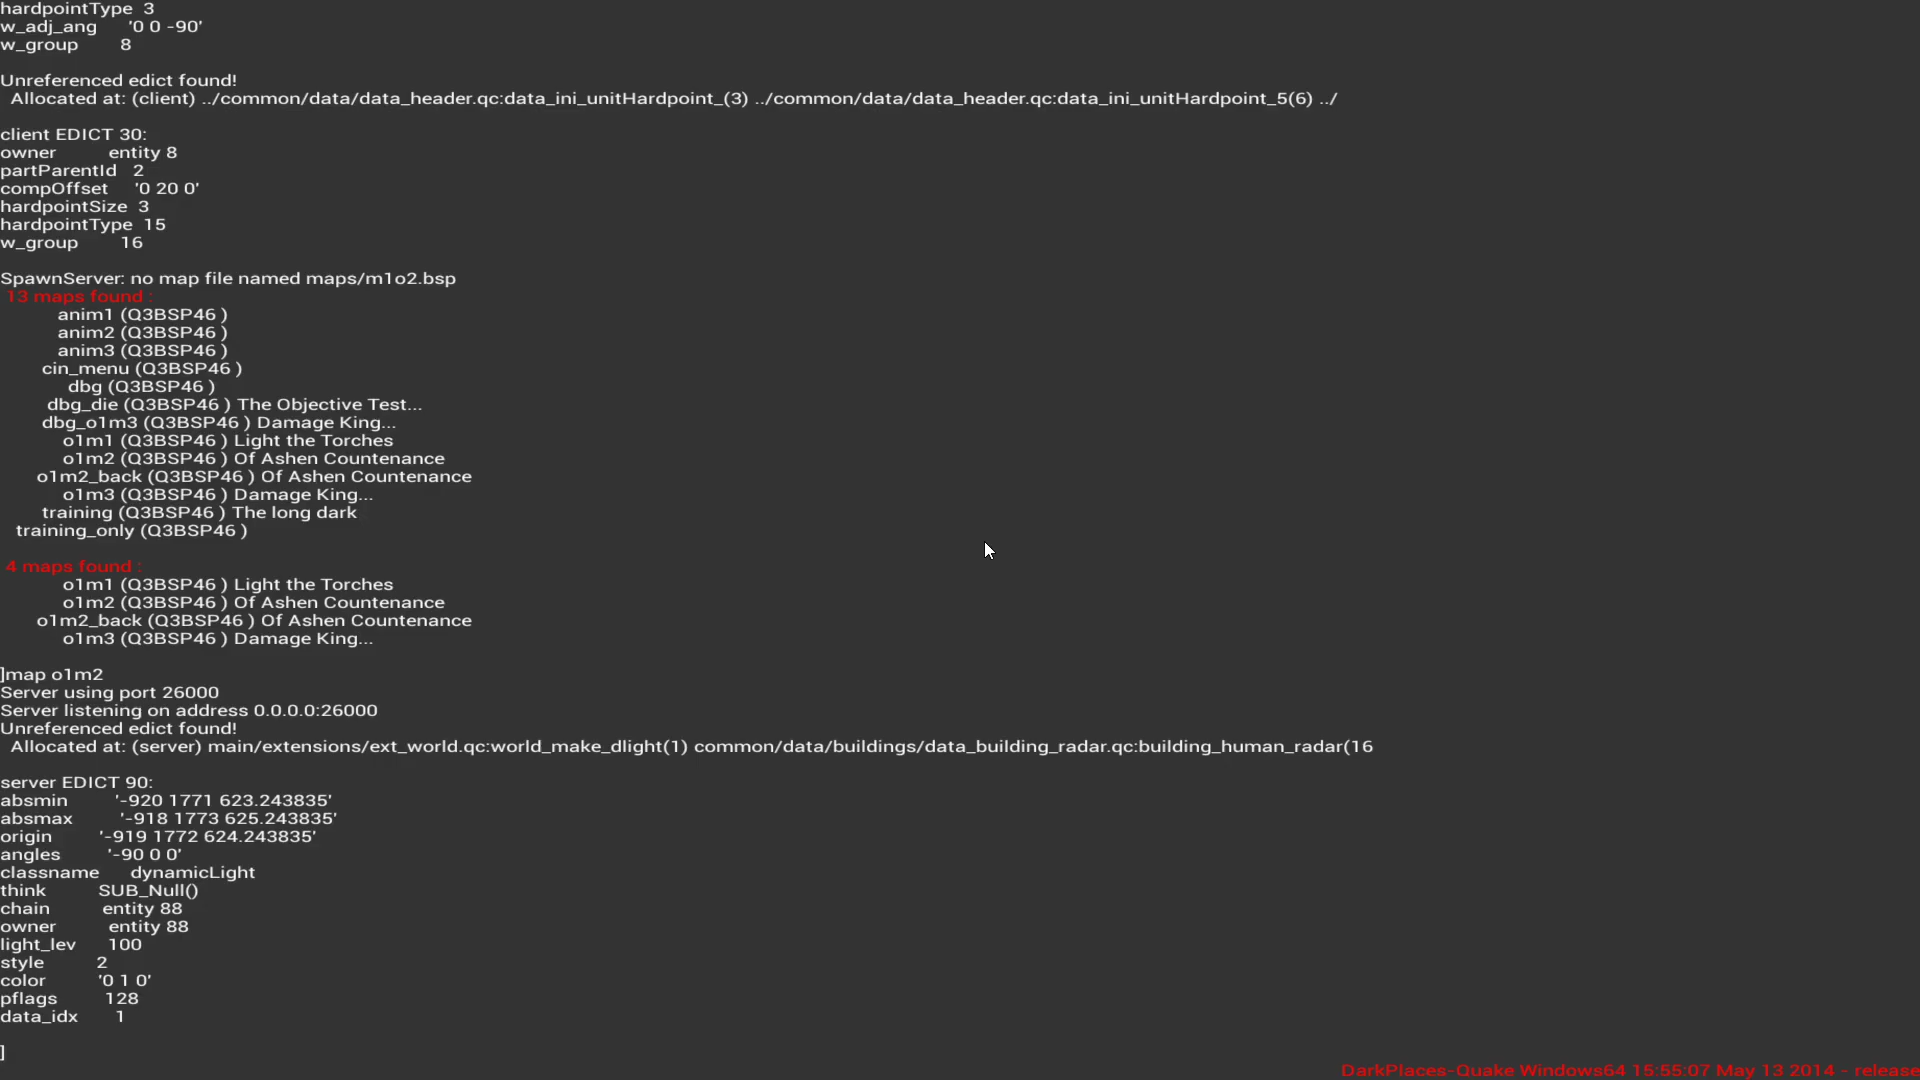 hardpointType 3
w_adj_ang '0 0 -90'
w_group 8
Unreferenced edict found!
Allocated at: (client) ../common/data/data_header.qc:data_ini_unitHardpoint_(3) ../common/data/data_header.qc:data_ini_unitHardpoint_5(6) ../
client EDICT 30:
owner entity 8
partParentId 2
compOffset '0 20 0'
hardpointSize 3
hardpointType 15
w_group 16
SpawnServer: no map file named maps/m1o2.bsp
13 maps found :
anim1 (Q3BSP46 )
anim2 (Q3BSP46 )
anim3 (Q3BSP46 )
cin_menu (Q3BSP46 )
dbg (Q3BSP46 )
dbg_die (Q3BSP46 ) The Objective Test...
dbg_o1m3 (Q3BSP46 ) Damage King...
o1m1 (Q3BSP46 ) Light the Torches
o1m2 (Q3BSP46 ) Of Ashen Countenance
o1m2_back (Q3BSP46 ) Of Ashen Countenance
o1m3 (Q3BSP46 ) Damage King...
training (Q3BSP46 ) The long dark
training_only (Q3BSP46 )
4 maps found :
o1m1 (Q3BSP46 ) Light the Torches
o1m2 (Q3BSP46 ) Of Ashen Countenance
o1m2_back (Q3BSP46 ) Of Ashen Countenance
o1m3 (Q3BSP46 ) Damage King...
]map o1m2
Server using port 26000
Server listening on address 0.0.0.0:26000
Unreferenced edict found!
Allocated at: (server) main/extensions/ext_world.qc:world_make_dlight(1) common/data/buildings/data_building_radar.qc:building_human_radar(16
server EDICT 90:
absmin '-920 1771 623.243835'
absmax '-918 1773 625.243835'
origin '-919 1772 624.243835'
angles '-90 0 0'
classname dynamicLight
think SUB_Null()
chain entity 88
owner entity 88
light_lev 100
style 2
color '0 1 0'
pflags 128
data_idx 1
]
DarkPlaces-Quake Windows64 15:55:07 May 13 2014 - release